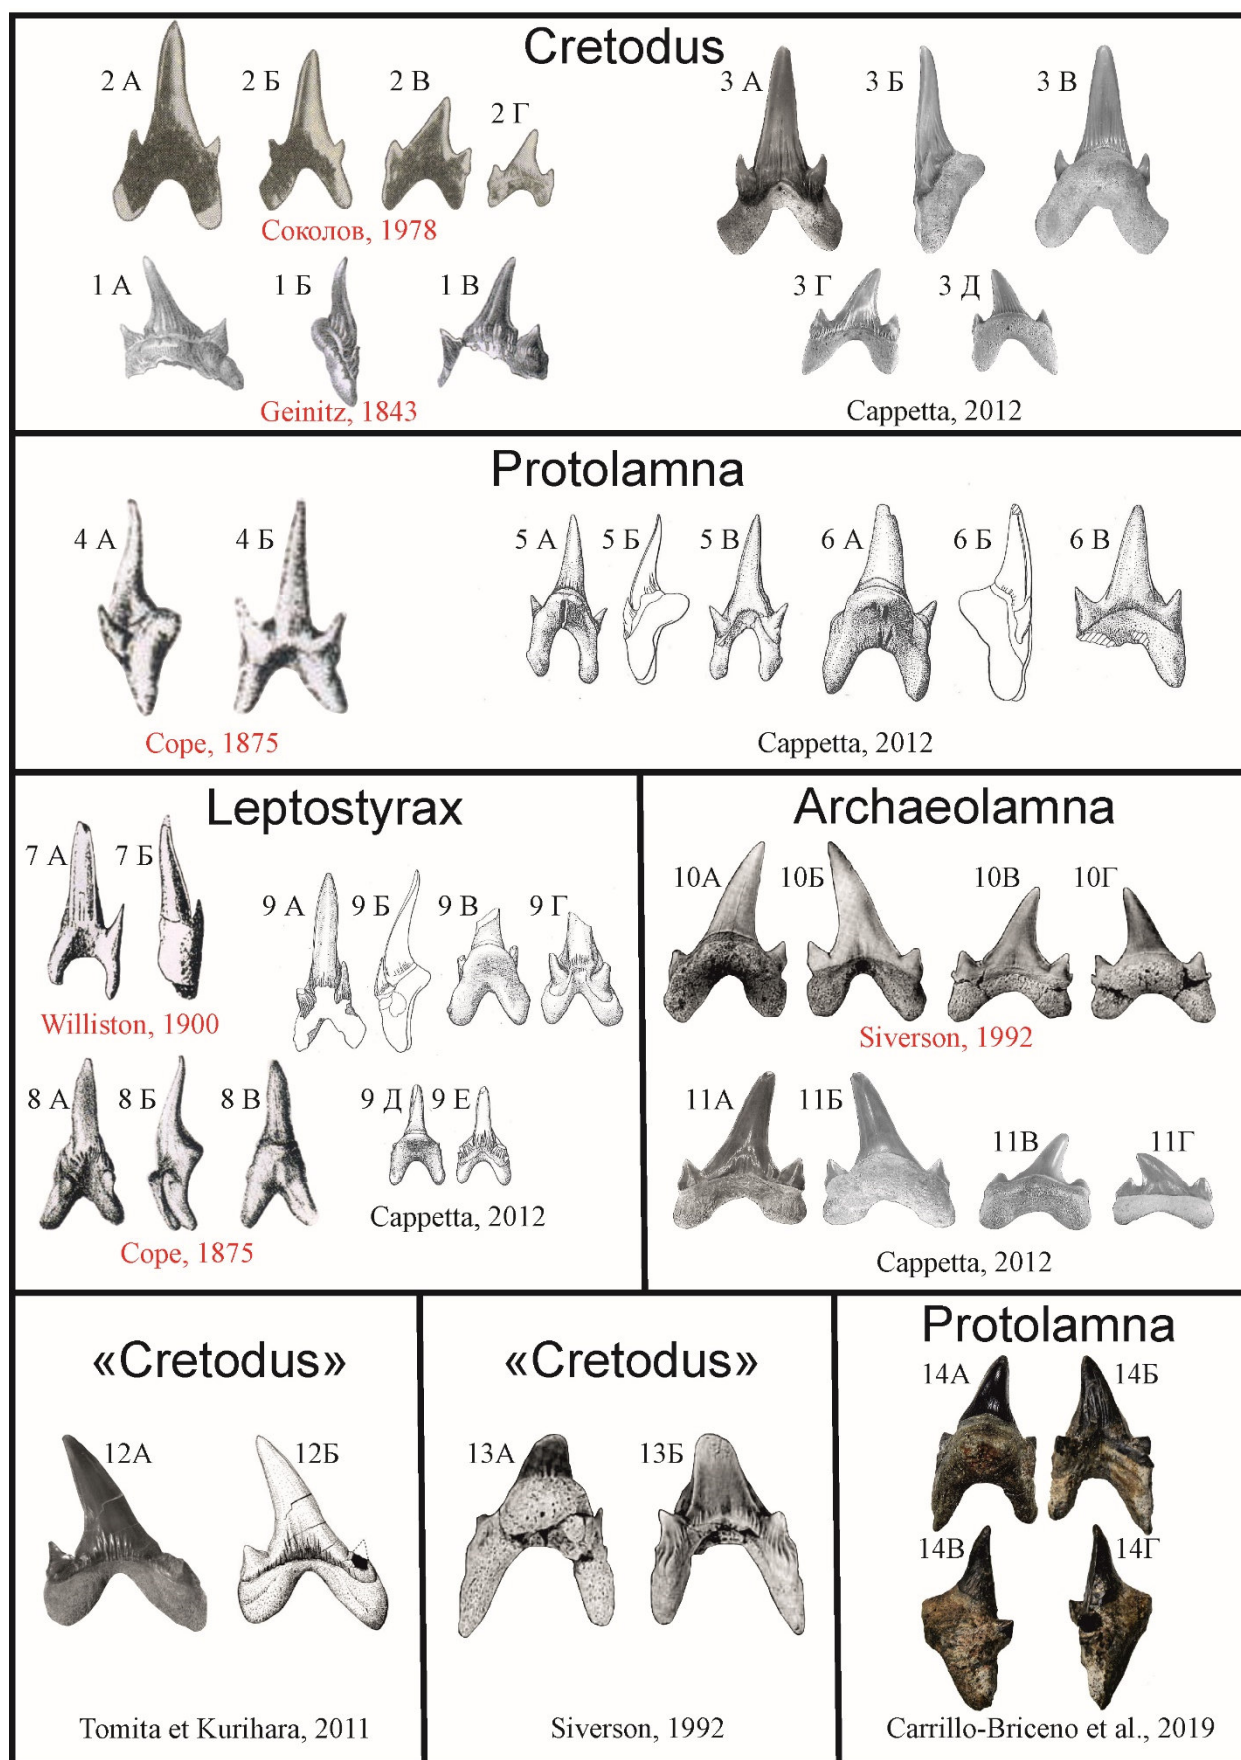 Cretodus
2 А
2 Б
2 В
2 Г
3 А
3 Б
3 В
Соколов, 1978
1 А
1 Б
1 В
3 Г
3 Д
Geinitz, 1843
Cappetta, 2012
Protolamna
4 А
4 Б
5 А
5 Б
5 В
6 А
6 Б
6 В
Cope, 1875
Cappetta, 2012
Leptostyrax
7 А
7 Б
9 А
9 Б
9 В
9 Г
Williston, 1900
8 А
8 Б
8 В
9 Д
9 Е
Cappetta, 2012
Cope, 1875
Archaeolamna
10А
10Б
10В
10Г
Siverson, 1992
11А
11Б
11В
11Г
Cappetta, 2012
«Cretodus»
12А
12Б
Tomita et Kurihara, 2011
«Cretodus»
13А
13Б
Siverson, 1992
Protolamna
14А
14Б
14В
14Г
Carrillo-Briceno et al., 2019